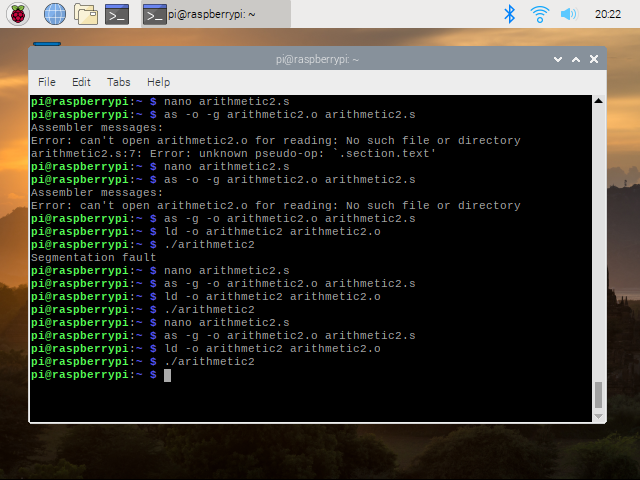 pi@raspberrypi: ~
20:22
pi@raspberrypi: ~
File Edit Tabs Help
pi@raspberrypi:~ $ nano arithmetic2.s
pi@raspberrypi:~ $ as -o -g arithmetic2.o arithmetic2.s
Assembler messages:
Error: can't open arithmetic2.o for reading: No such file or directory
arithmetic2.s:7: Error: unknown pseudo-op: `.section.text'
pi@raspberrypi:~ $ nano arithmetic2.s
pi@raspberrypi:~ $ as -o -g arithmetic2.o arithmetic2.s
Assembler messages:
Error: can't open arithmetic2.o for reading: No such file or directory
pi@raspberrypi:~ $ as -g -o arithmetic2.o arithmetic2.s
pi@raspberrypi:~ $ ld -o arithmetic2 arithmetic2.o
pi@raspberrypi:~ $ ./arithmetic2
Segmentation fault
pi@raspberrypi:~ $ nano arithmetic2.s
pi@raspberrypi:~ $ as -g -o arithmetic2.o arithmetic2.s
pi@raspberrypi:~ $ ld -o arithmetic2 arithmetic2.o
pi@raspberrypi:~ $ ./arithmetic2
pi@raspberrypi:~ $ nano arithmetic2.s
pi@raspberrypi:~ $ as -g -o arithmetic2.o arithmetic2.s
pi@raspberrypi:~ $ ld -o arithmetic2 arithmetic2.o
pi@raspberrypi:~ $ ./arithmetic2
pi@raspberrypi:~ $